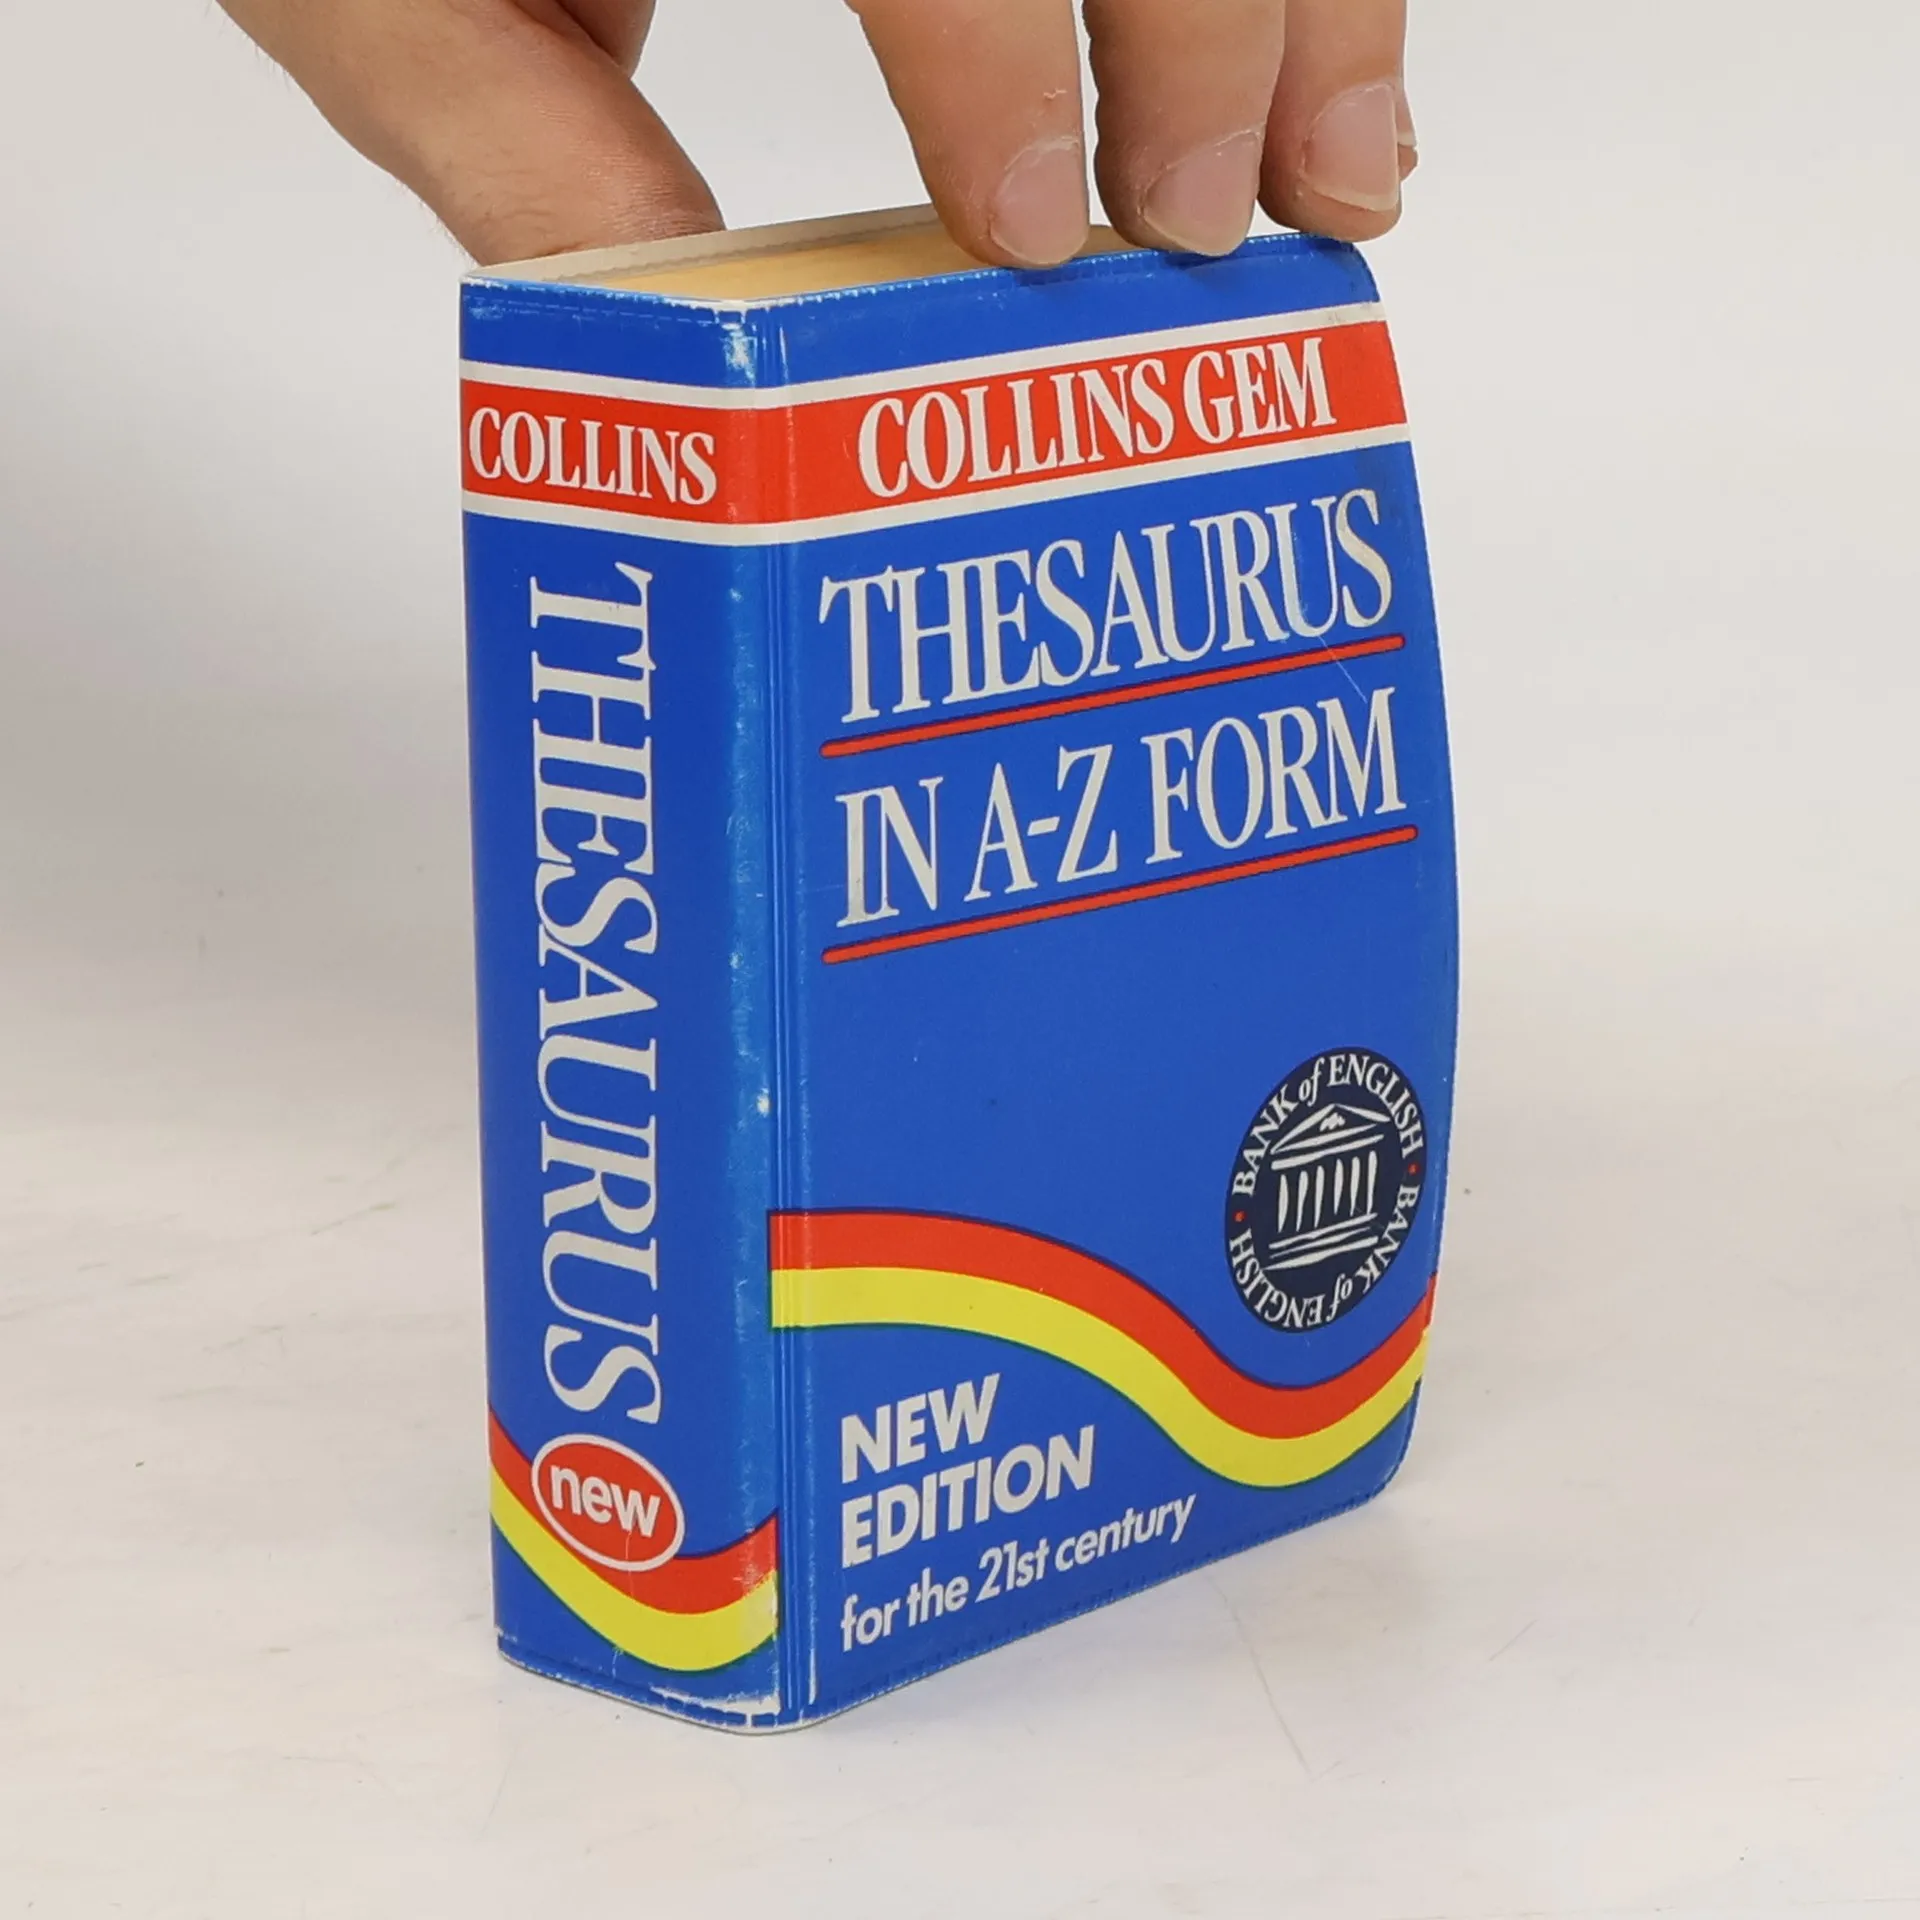 COLLINS
THESAURUS
new
COLLINS GEM
THESAURUS
IN A-Z FORM
BANK of ENGLISH • BANK of ENGLISH •
NEW
EDITION
for the 21st century